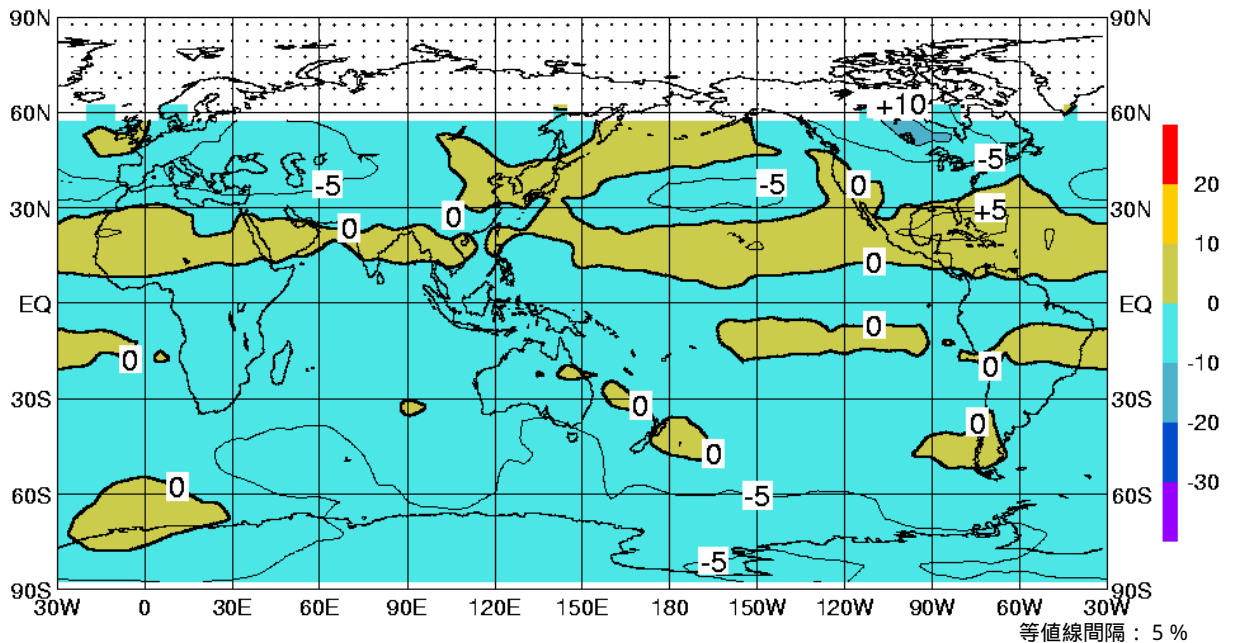 90N 90N
+10
60N 60N
-5
-5 -5 0
20
30N 0 +5 30N
0 10
0
EQ EQ 0
0
0 0 -10
30S 0 30S
0 -20
0
0 -5 -30
60S 60S
-5
90S 90S
30W 0 30E 60E 90E 120E 150E 180 150W 120W 90W 60W 30W
等値線間隔：5 %